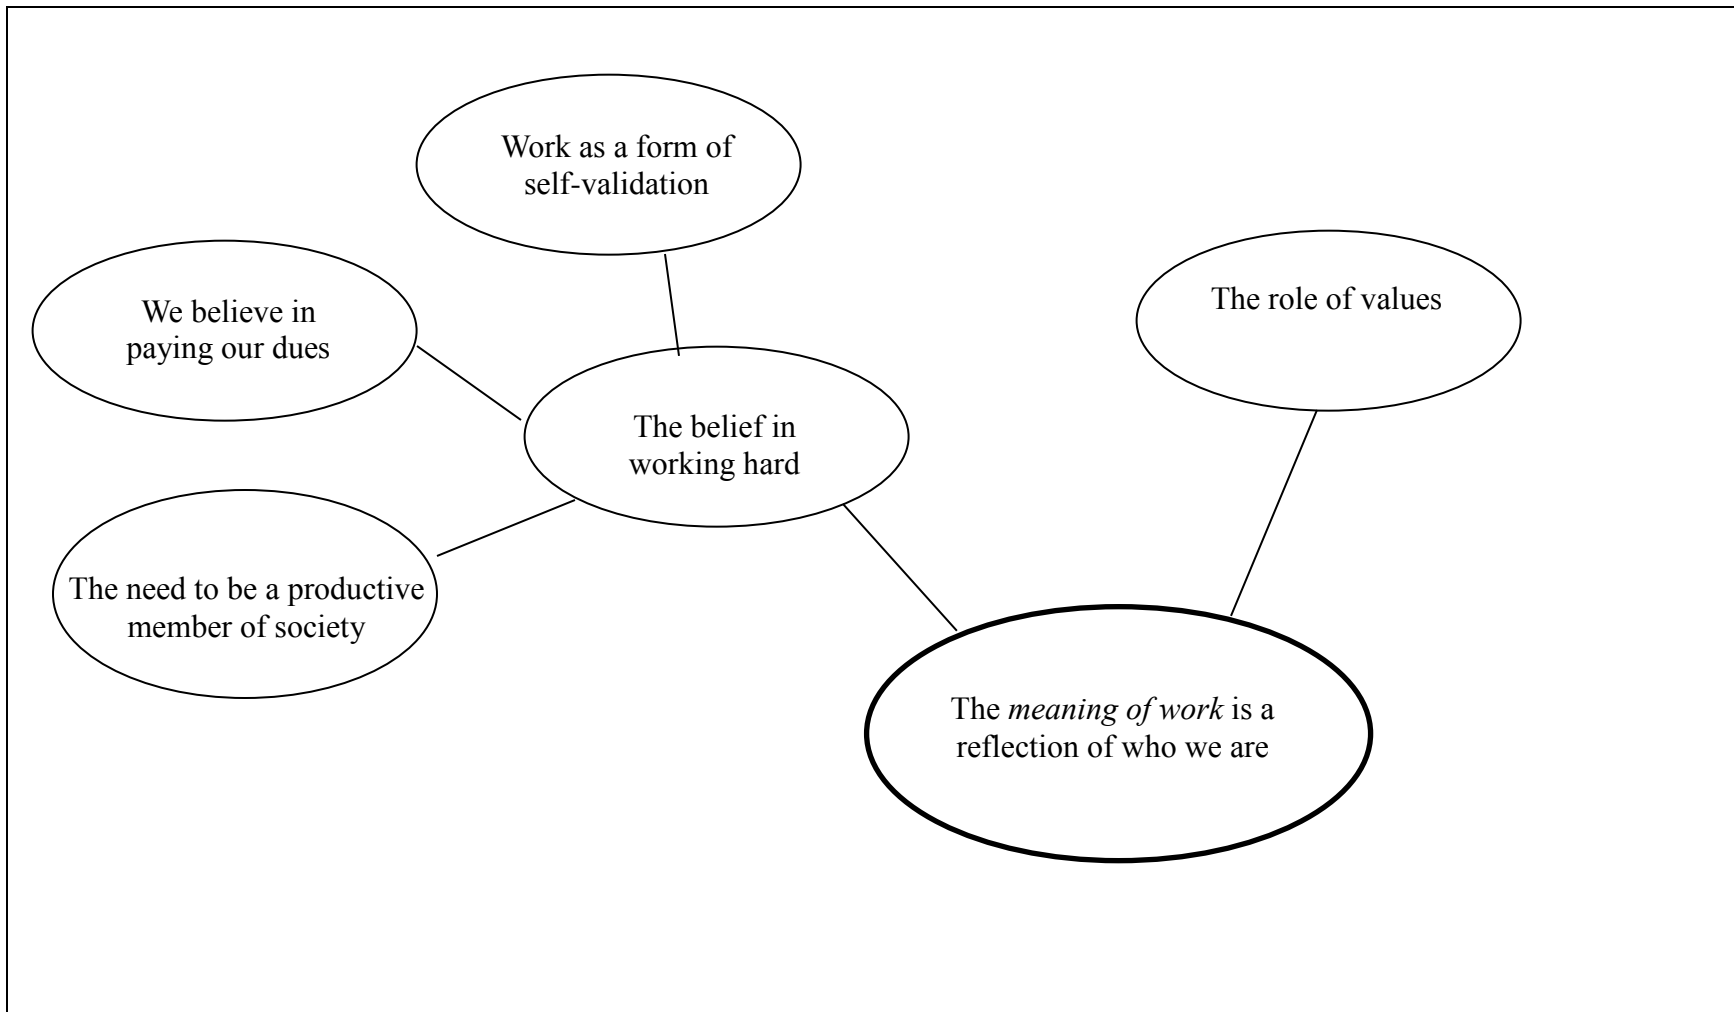 Work as a form of
self-validation
We believe in
paying our dues
The role of values
The belief in
working hard
The need to be a productive
member of society
The meaning of work is a
reflection of who we are